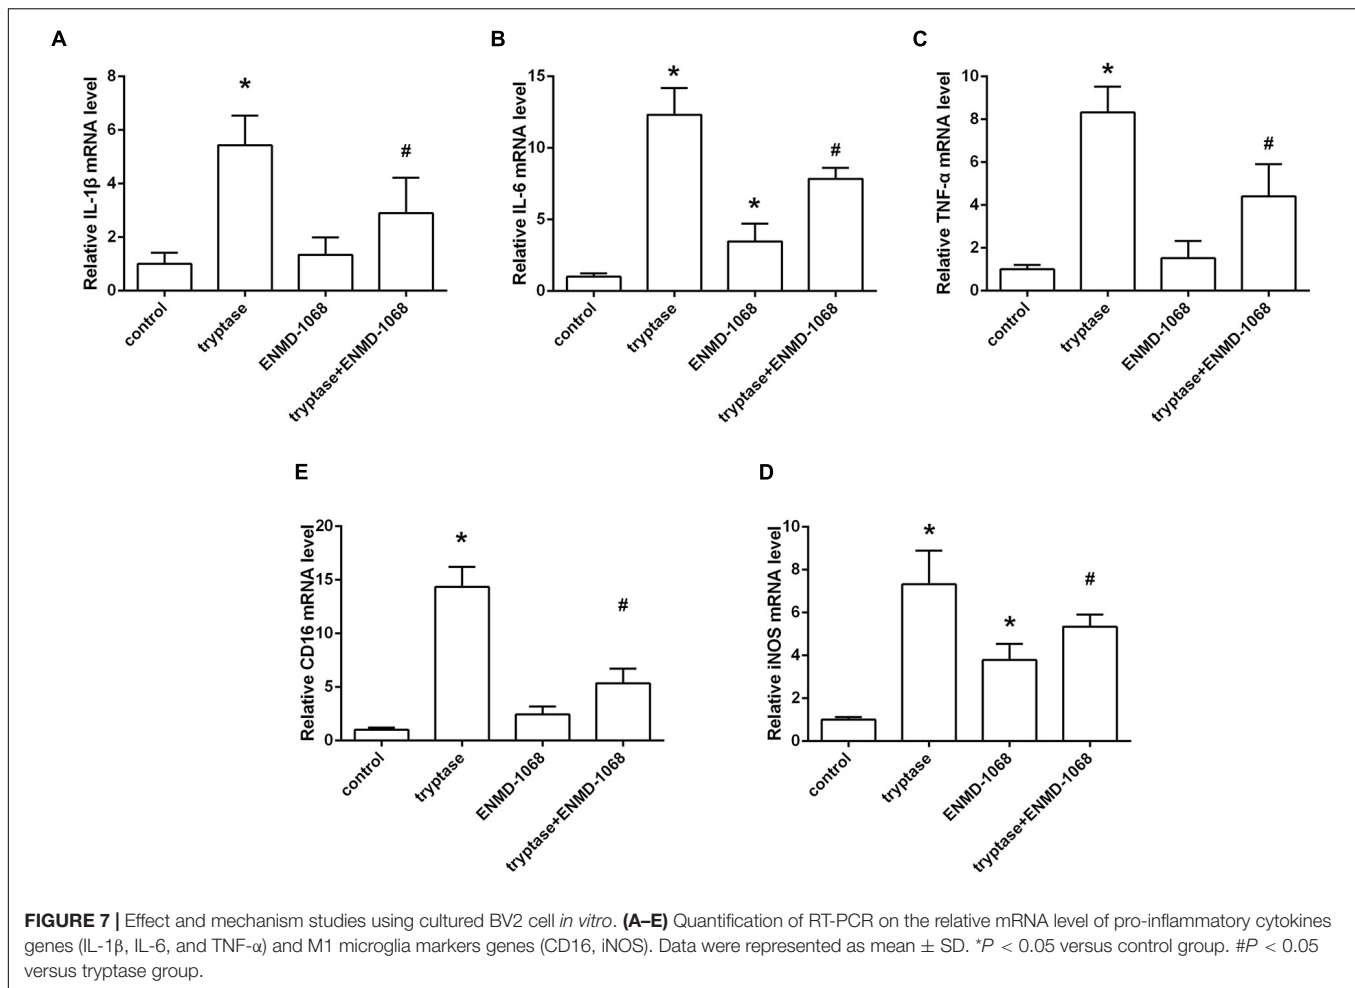 A
Relative IL-1β mRNA level
8
6
4
2
0
*
#
control
tryptase
ENMD-1068
tryptase+ENMD-1068
B
Relative IL-6 mRNA level
15
10
5
0
*
*
#
control
tryptase
ENMD-1068
tryptase+ENMD-1068
C
Relative TNF-α mRNA level
10
8
6
4
2
0
*
#
control
tryptase
ENMD-1068
tryptase+ENMD-1068
E
Relative CD16 mRNA level
20
15
10
5
0
*
#
control
tryptase
ENMD-1068
tryptase+ENMD-1068
D
Relative iNOS mRNA level
10
8
6
4
2
0
*
*
#
control
tryptase
ENMD-1068
tryptase+ENMD-1068
FIGURE 7 | Effect and mechanism studies using cultured BV2 cell in vitro. (A–E) Quantification of RT-PCR on the relative mRNA level of pro-inflammatory cytokines
genes (IL-1β, IL-6, and TNF-α) and M1 microglia markers genes (CD16, iNOS). Data were represented as mean ± SD. *P < 0.05 versus control group. #P < 0.05
versus tryptase group.